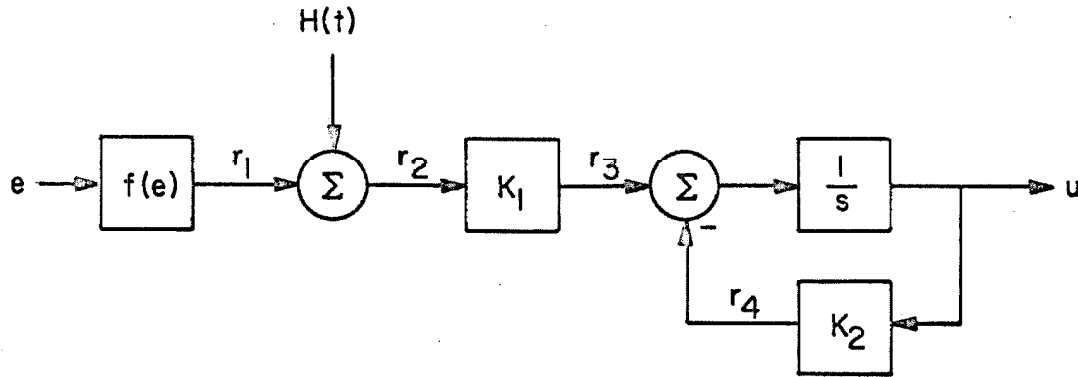 H(t)
e
f(e)
r1
Σ
r2
K1
r3
Σ
-
1
s
u
r4
K2